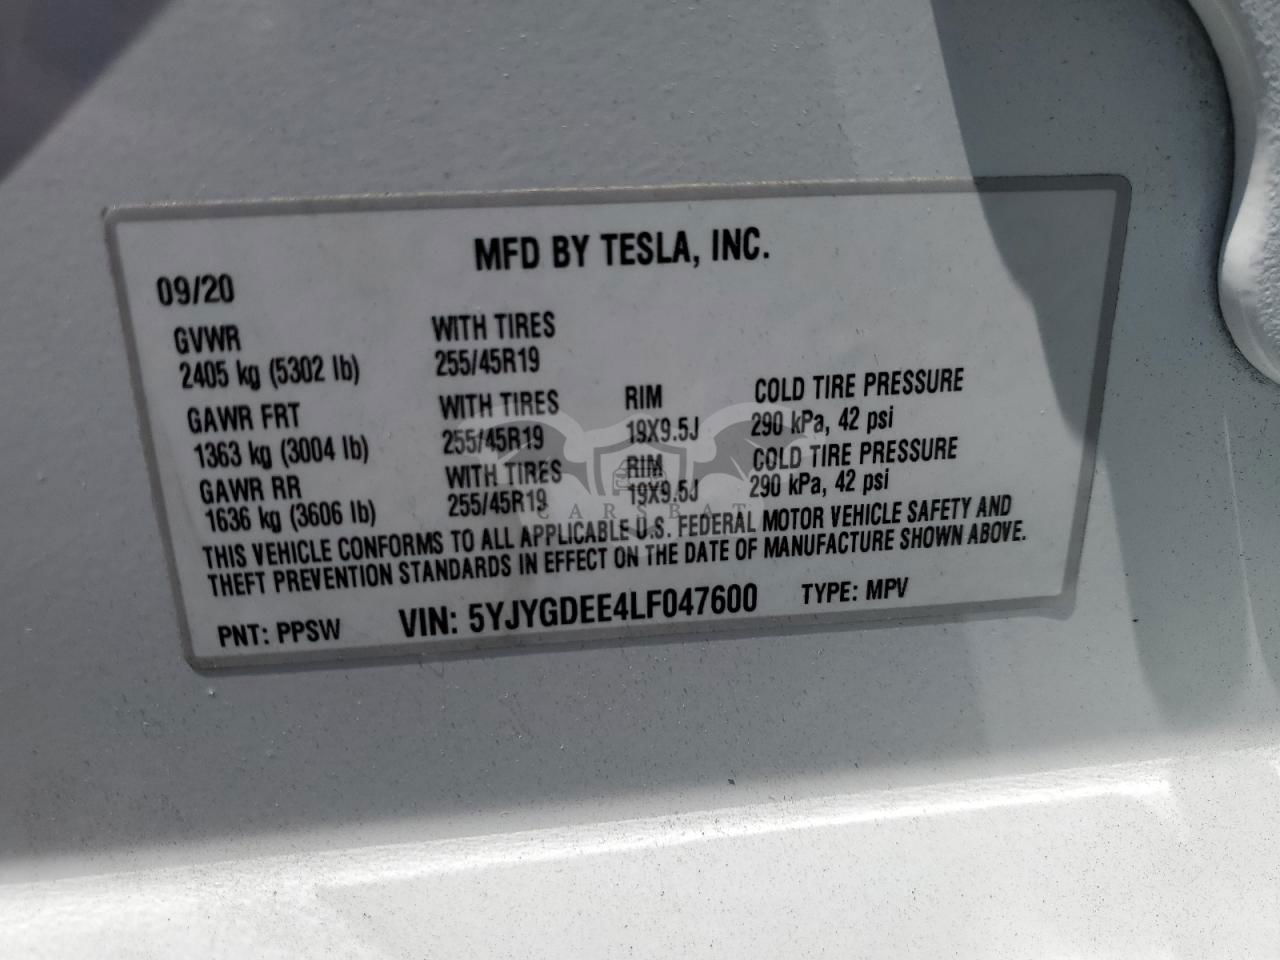 MFD BY TESLA, INC.
09/20
GVWR WITH TIRES
2405 kg (5302 lb) 255/45R19
GAWR FRT WITH TIRES RIM COLD TIRE PRESSURE
1363 kg (3004 lb) 255/45R19 19X9.5J 290 kPa, 42 psi
GAWR RR WITH TIRES RIM COLD TIRE PRESSURE
1636 kg (3606 lb) 255/45R19 19X9.5J 290 kPa, 42 psi
CARSBAT
THIS VEHICLE CONFORMS TO ALL APPLICABLE U.S. FEDERAL MOTOR VEHICLE SAFETY AND
THEFT PREVENTION STANDARDS IN EFFECT ON THE DATE OF MANUFACTURE SHOWN ABOVE.
PNT: PPSW VIN: 5YJYGDEE4LF047600 TYPE: MPV